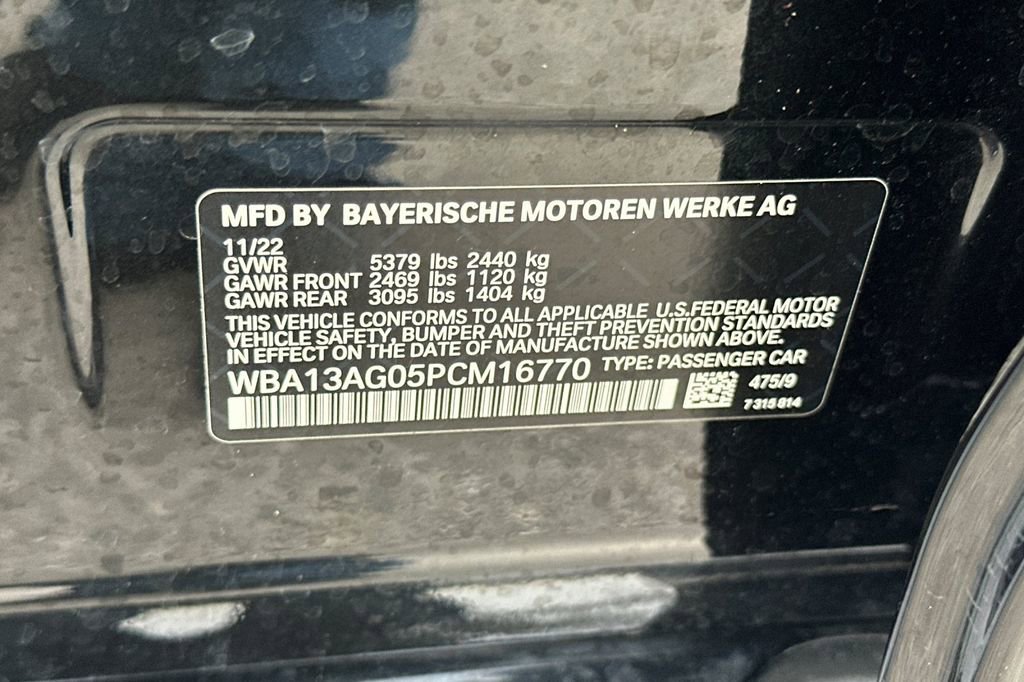 MFD BY BAYERISCHE MOTOREN WERKE AG
11/22
GVWR 5379 lbs 2440 kg
GAWR FRONT 2469 lbs 1120 kg
GAWR REAR 3095 lbs 1404 kg
THIS VEHICLE CONFORMS TO ALL APPLICABLE U.S.FEDERAL MOTOR
VEHICLE SAFETY, BUMPER AND THEFT PREVENTION STANDARDS
IN EFFECT ON THE DATE OF MANUFACTURE SHOWN ABOVE.
WBA13AG05PCM16770 TYPE: PASSENGER CAR
475/9
7 315 814